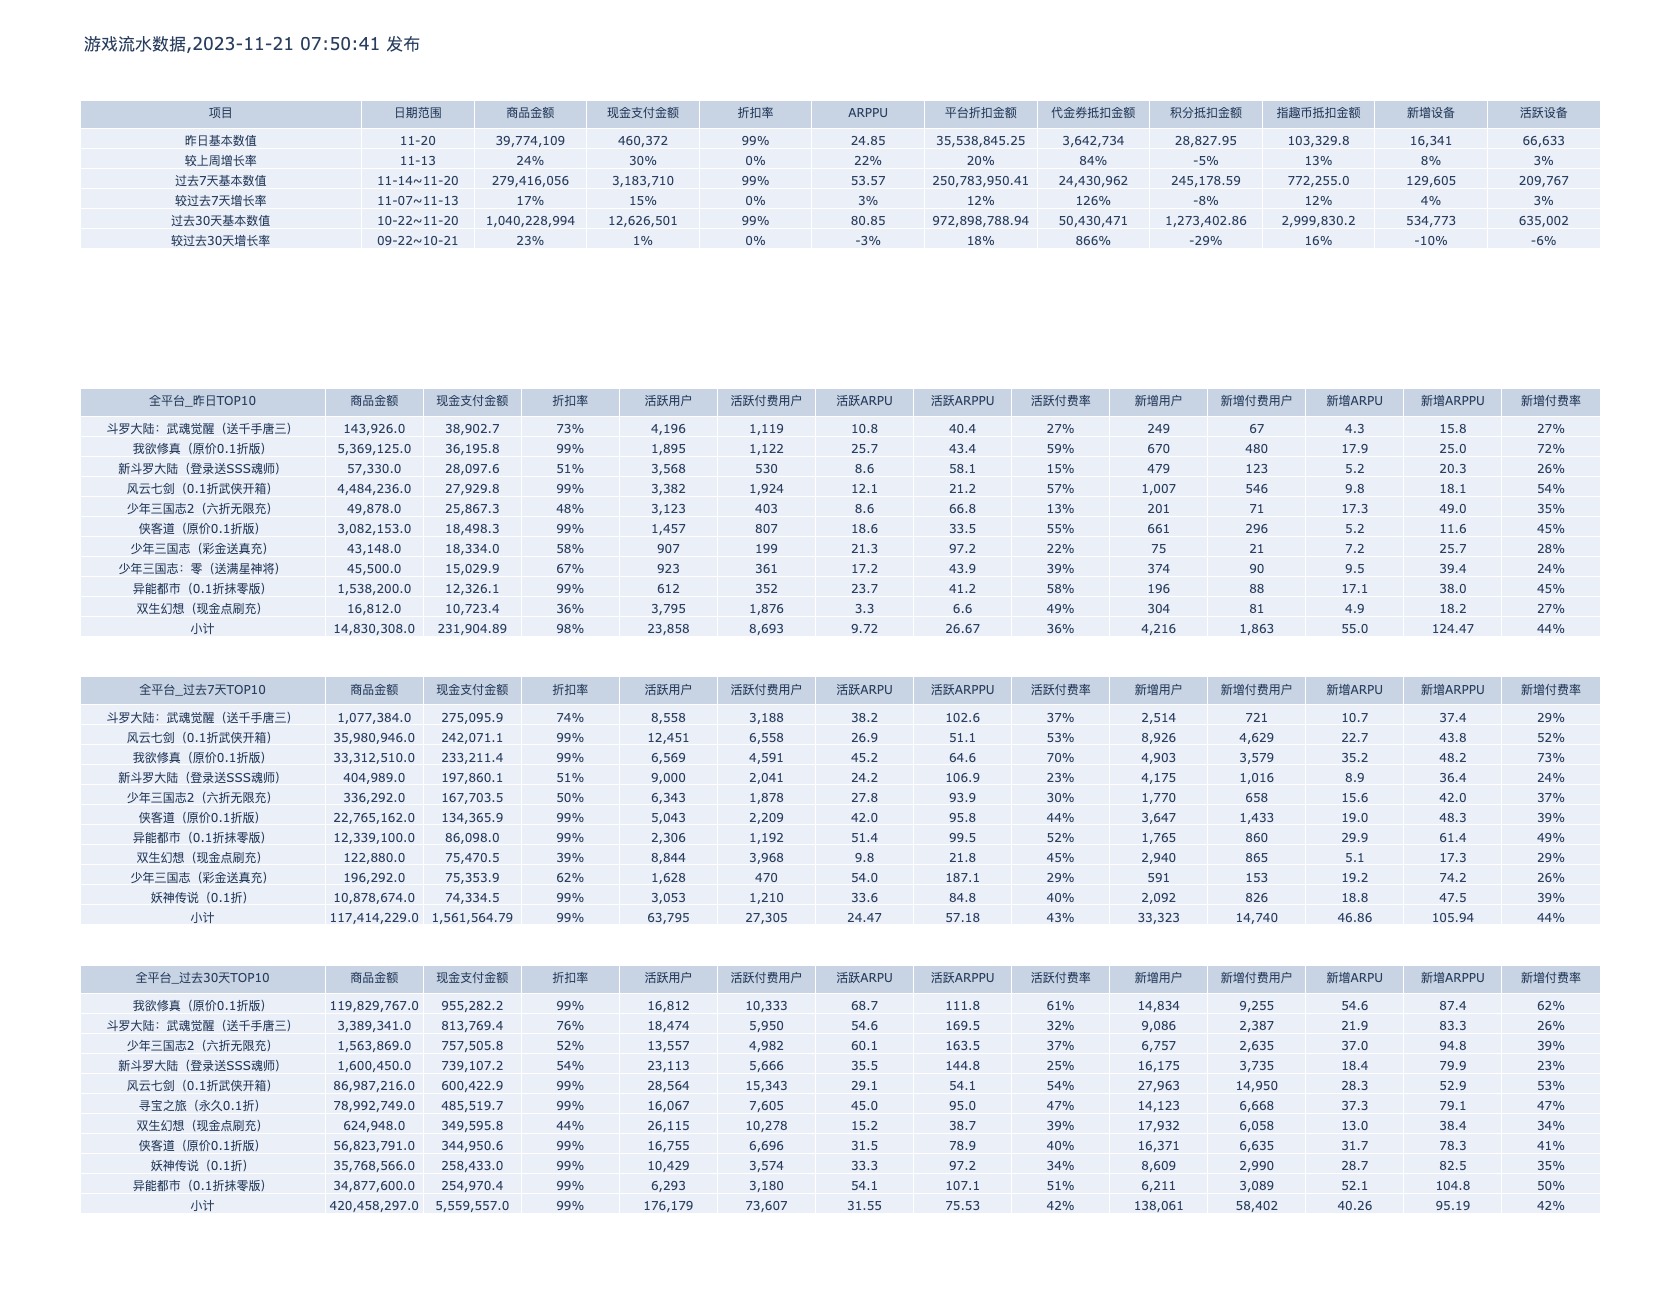 游戏流水数据,2023-11-21 07:50:41 发布
项目 日期范围 商品金额 现金支付金额 折扣率 ARPPU 平台折扣金额 代金券抵扣金额 积分抵扣金额 指趣币抵扣金额 新增设备 活跃设备
昨日基本数值 11-20 39,774,109 460,372 99% 24.85 35,538,845.25 3,642,734 28,827.95 103,329.8 16,341 66,633
较上周增长率 11-13 24% 30% 0% 22% 20% 84% -5% 13% 8% 3%
过去7天基本数值 11-14~11-20 279,416,056 3,183,710 99% 53.57 250,783,950.41 24,430,962 245,178.59 772,255.0 129,605 209,767
较过去7天增长率 11-07~11-13 17% 15% 0% 3% 12% 126% -8% 12% 4% 3%
过去30天基本数值 10-22~11-20 1,040,228,994 12,626,501 99% 80.85 972,898,788.94 50,430,471 1,273,402.86 2,999,830.2 534,773 635,002
较过去30天增长率 09-22~10-21 23% 1% 0% -3% 18% 866% -29% 16% -10% -6%
全平台_昨日TOP10 商品金额 现金支付金额 折扣率 活跃用户 活跃付费用户 活跃ARPU 活跃ARPPU 活跃付费率 新增用户 新增付费用户 新增ARPU 新增ARPPU 新增付费率
斗罗大陆：武魂觉醒（送千手唐三） 143,926.0 38,902.7 73% 4,196 1,119 10.8 40.4 27% 249 67 4.3 15.8 27%
我欲修真（原价0.1折版） 5,369,125.0 36,195.8 99% 1,895 1,122 25.7 43.4 59% 670 480 17.9 25.0 72%
新斗罗大陆（登录送SSS魂师） 57,330.0 28,097.6 51% 3,568 530 8.6 58.1 15% 479 123 5.2 20.3 26%
风云七剑（0.1折武侠开箱） 4,484,236.0 27,929.8 99% 3,382 1,924 12.1 21.2 57% 1,007 546 9.8 18.1 54%
少年三国志2（六折无限充） 49,878.0 25,867.3 48% 3,123 403 8.6 66.8 13% 201 71 17.3 49.0 35%
侠客道（原价0.1折版） 3,082,153.0 18,498.3 99% 1,457 807 18.6 33.5 55% 661 296 5.2 11.6 45%
少年三国志（彩金送真充） 43,148.0 18,334.0 58% 907 199 21.3 97.2 22% 75 21 7.2 25.7 28%
少年三国志：零（送满星神将） 45,500.0 15,029.9 67% 923 361 17.2 43.9 39% 374 90 9.5 39.4 24%
异能都市（0.1折抹零版） 1,538,200.0 12,326.1 99% 612 352 23.7 41.2 58% 196 88 17.1 38.0 45%
双生幻想（现金点刷充） 16,812.0 10,723.4 36% 3,795 1,876 3.3 6.6 49% 304 81 4.9 18.2 27%
小计 14,830,308.0 231,904.89 98% 23,858 8,693 9.72 26.67 36% 4,216 1,863 55.0 124.47 44%
全平台_过去7天TOP10 商品金额 现金支付金额 折扣率 活跃用户 活跃付费用户 活跃ARPU 活跃ARPPU 活跃付费率 新增用户 新增付费用户 新增ARPU 新增ARPPU 新增付费率
斗罗大陆：武魂觉醒（送千手唐三） 1,077,384.0 275,095.9 74% 8,558 3,188 38.2 102.6 37% 2,514 721 10.7 37.4 29%
风云七剑（0.1折武侠开箱） 35,980,946.0 242,071.1 99% 12,451 6,558 26.9 51.1 53% 8,926 4,629 22.7 43.8 52%
我欲修真（原价0.1折版） 33,312,510.0 233,211.4 99% 6,569 4,591 45.2 64.6 70% 4,903 3,579 35.2 48.2 73%
新斗罗大陆（登录送SSS魂师） 404,989.0 197,860.1 51% 9,000 2,041 24.2 106.9 23% 4,175 1,016 8.9 36.4 24%
少年三国志2（六折无限充） 336,292.0 167,703.5 50% 6,343 1,878 27.8 93.9 30% 1,770 658 15.6 42.0 37%
侠客道（原价0.1折版） 22,765,162.0 134,365.9 99% 5,043 2,209 42.0 95.8 44% 3,647 1,433 19.0 48.3 39%
异能都市（0.1折抹零版） 12,339,100.0 86,098.0 99% 2,306 1,192 51.4 99.5 52% 1,765 860 29.9 61.4 49%
双生幻想（现金点刷充） 122,880.0 75,470.5 39% 8,844 3,968 9.8 21.8 45% 2,940 865 5.1 17.3 29%
少年三国志（彩金送真充） 196,292.0 75,353.9 62% 1,628 470 54.0 187.1 29% 591 153 19.2 74.2 26%
妖神传说（0.1折） 10,878,674.0 74,334.5 99% 3,053 1,210 33.6 84.8 40% 2,092 826 18.8 47.5 39%
小计 117,414,229.0 1,561,564.79 99% 63,795 27,305 24.47 57.18 43% 33,323 14,740 46.86 105.94 44%
全平台_过去30天TOP10 商品金额 现金支付金额 折扣率 活跃用户 活跃付费用户 活跃ARPU 活跃ARPPU 活跃付费率 新增用户 新增付费用户 新增ARPU 新增ARPPU 新增付费率
我欲修真（原价0.1折版） 119,829,767.0 955,282.2 99% 16,812 10,333 68.7 111.8 61% 14,834 9,255 54.6 87.4 62%
斗罗大陆：武魂觉醒（送千手唐三） 3,389,341.0 813,769.4 76% 18,474 5,950 54.6 169.5 32% 9,086 2,387 21.9 83.3 26%
少年三国志2（六折无限充） 1,563,869.0 757,505.8 52% 13,557 4,982 60.1 163.5 37% 6,757 2,635 37.0 94.8 39%
新斗罗大陆（登录送SSS魂师） 1,600,450.0 739,107.2 54% 23,113 5,666 35.5 144.8 25% 16,175 3,735 18.4 79.9 23%
风云七剑（0.1折武侠开箱） 86,987,216.0 600,422.9 99% 28,564 15,343 29.1 54.1 54% 27,963 14,950 28.3 52.9 53%
寻宝之旅（永久0.1折） 78,992,749.0 485,519.7 99% 16,067 7,605 45.0 95.0 47% 14,123 6,668 37.3 79.1 47%
双生幻想（现金点刷充） 624,948.0 349,595.8 44% 26,115 10,278 15.2 38.7 39% 17,932 6,058 13.0 38.4 34%
侠客道（原价0.1折版） 56,823,791.0 344,950.6 99% 16,755 6,696 31.5 78.9 40% 16,371 6,635 31.7 78.3 41%
妖神传说（0.1折） 35,768,566.0 258,433.0 99% 10,429 3,574 33.3 97.2 34% 8,609 2,990 28.7 82.5 35%
异能都市（0.1折抹零版） 34,877,600.0 254,970.4 99% 6,293 3,180 54.1 107.1 51% 6,211 3,089 52.1 104.8 50%
小计 420,458,297.0 5,559,557.0 99% 176,179 73,607 31.55 75.53 42% 138,061 58,402 40.26 95.19 42%